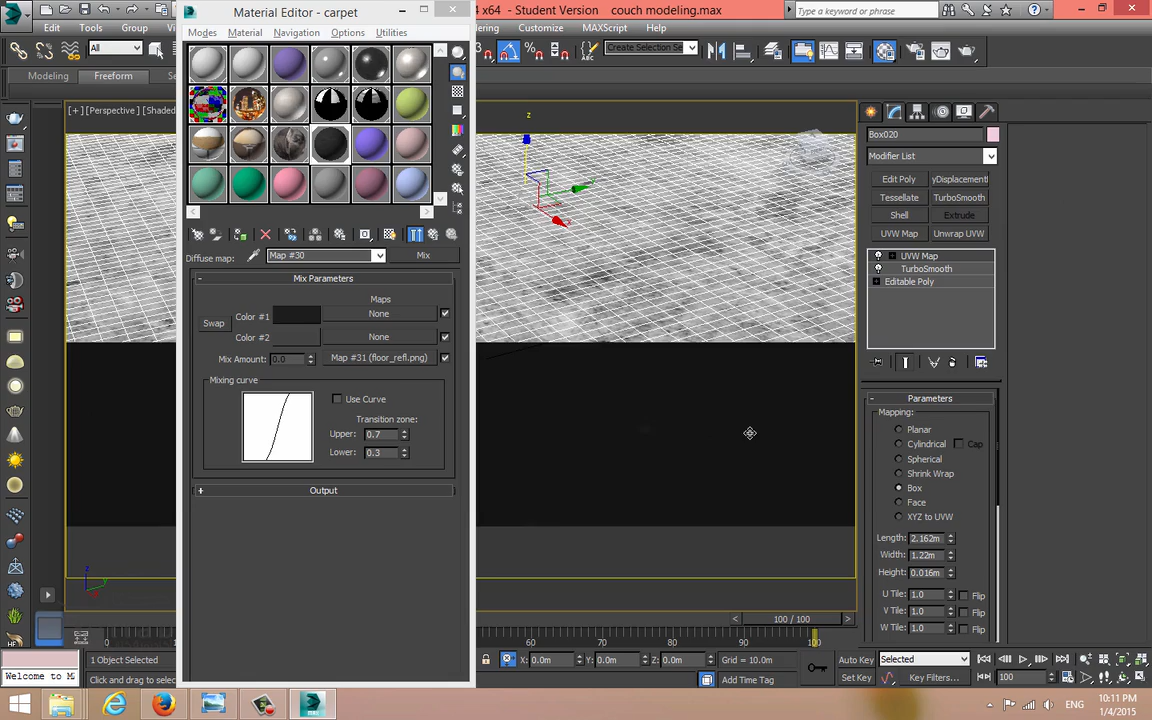 Material Editor - carpet
x64 - Student Version couch modeling.max
Type a keyword or phrase
Edit Tools Group
Modes Material Navigation Options Utilities
Customize MAXScript Help
All
Create Selection Se
Modeling Freeform
[+] [Perspective] [Shaded
z
Box020
Modifier List
Edit Poly
yDisplacement
Tessellate TurboSmooth
Shell Extrude
UVW Map Unwrap UVW
Diffuse map: Map #30 Mix
UVW Map
TurboSmooth
Editable Poly
Mix Parameters
Maps
Color #1 None
Swap
Color #2 None
Mix Amount: 0.0 Map #31 (floor_refl.png)
Mixing curve
Use Curve
Transition zone:
Upper: 0.7
Lower: 0.3
Output
Parameters
Mapping:
Planar
Cylindrical Cap
Spherical
Shrink Wrap
Box
Face
XYZ to UVW
Length: 2.162m
Width: 1.22m
Height: 0.016m
U Tile: 1.0 Flip
V Tile: 1.0 Flip
W Tile: 1.0 Flip
100 / 100
0 60 70 80 90 100
1 Object Selected X: 0.0m Y: 0.0m Z: 0.0m Grid = 10.0m Auto Key Selected
Welcome to M Click and drag to selec Add Time Tag Set Key Key Filters... 100
ENG
10:11 PM
1/4/2015